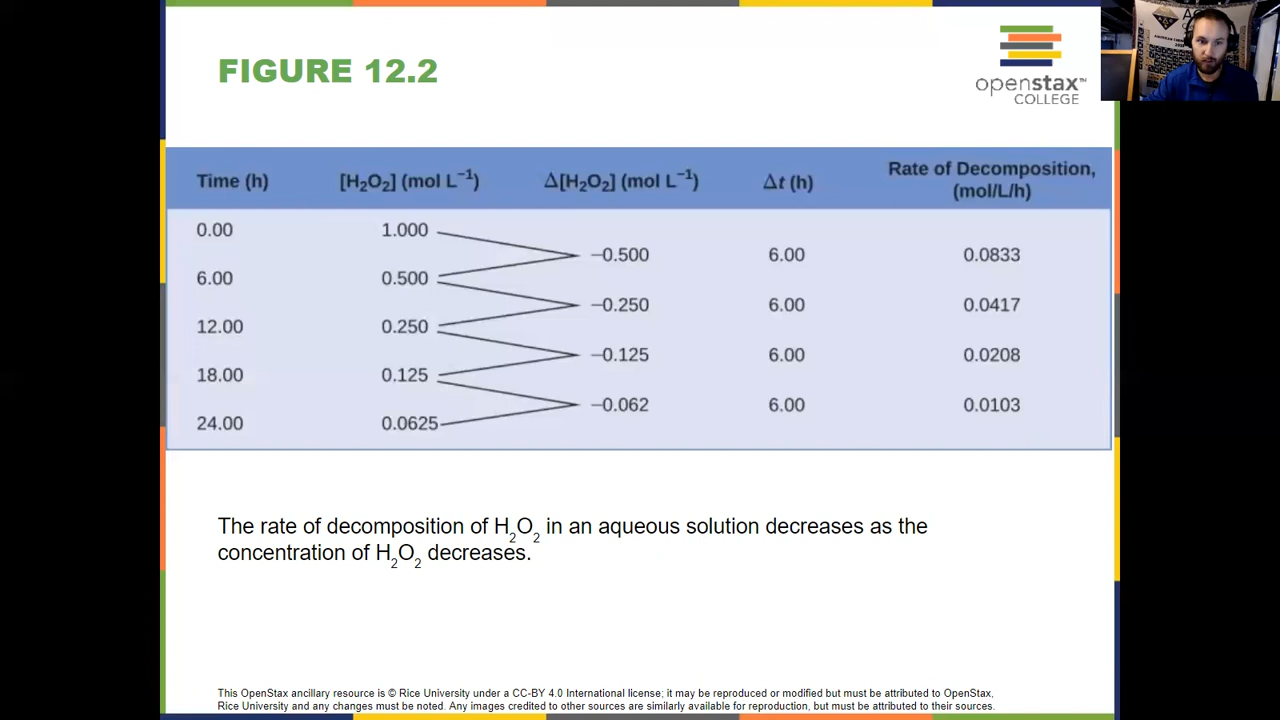 FIGURE 12.2
openstax™
COLLEGE
Time (h) [H₂O₂] (mol L⁻¹) Δ[H₂O₂] (mol L⁻¹) Δt (h) Rate of Decomposition, (mol/L/h)
0.00 1.000
−0.500 6.00 0.0833
6.00 0.500
−0.250 6.00 0.0417
12.00 0.250
−0.125 6.00 0.0208
18.00 0.125
−0.062 6.00 0.0103
24.00 0.0625
The rate of decomposition of H₂O₂ in an aqueous solution decreases as the
concentration of H₂O₂ decreases.
This OpenStax ancillary resource is © Rice University under a CC-BY 4.0 International license; it may be reproduced or modified but must be attributed to OpenStax,
Rice University and any changes must be noted. Any images credited to other sources are similarly available for reproduction, but must be attributed to their sources.